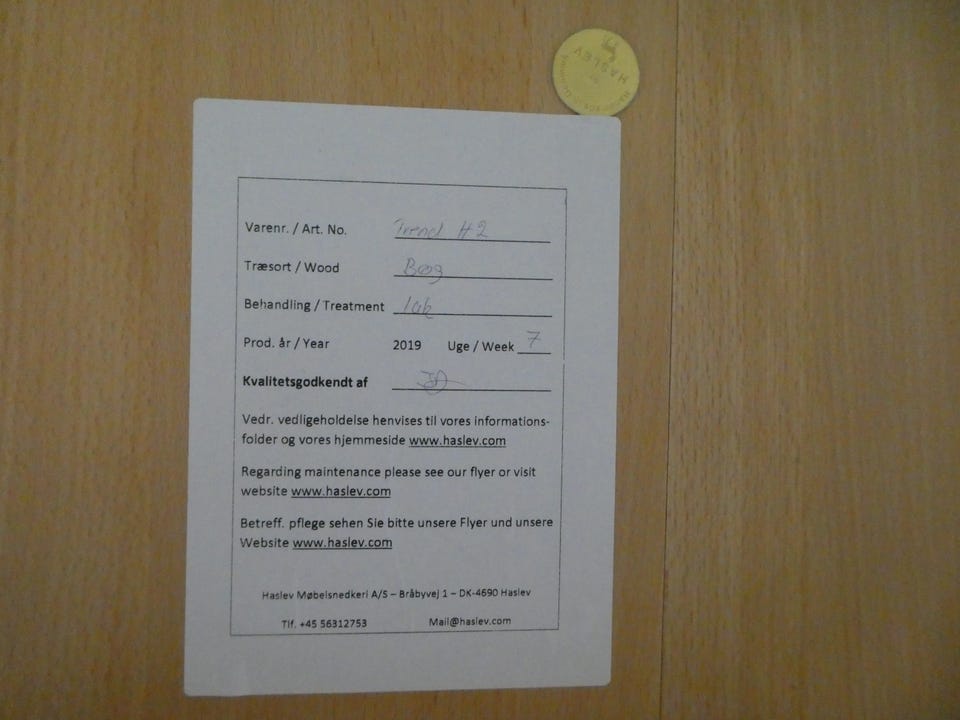 HASLEV
Varenr. / Art. No. Trend H2
Træsort / Wood Bøg
Behandling / Treatment lak
Prod. år / Year 2019 Uge / Week 7
Kvalitetsgodkendt af
Vedr. vedligeholdelse henvises til vores informations-
folder og vores hjemmeside www.haslev.com
Regarding maintenance please see our flyer or visit
website www.haslev.com
Betreff. pflege sehen Sie bitte unsere Flyer und unsere
Website www.haslev.com
Haslev Møbelsnedkeri A/S – Bråbyvej 1 – DK-4690 Haslev
Tlf. +45 56312753 Mail@haslev.com